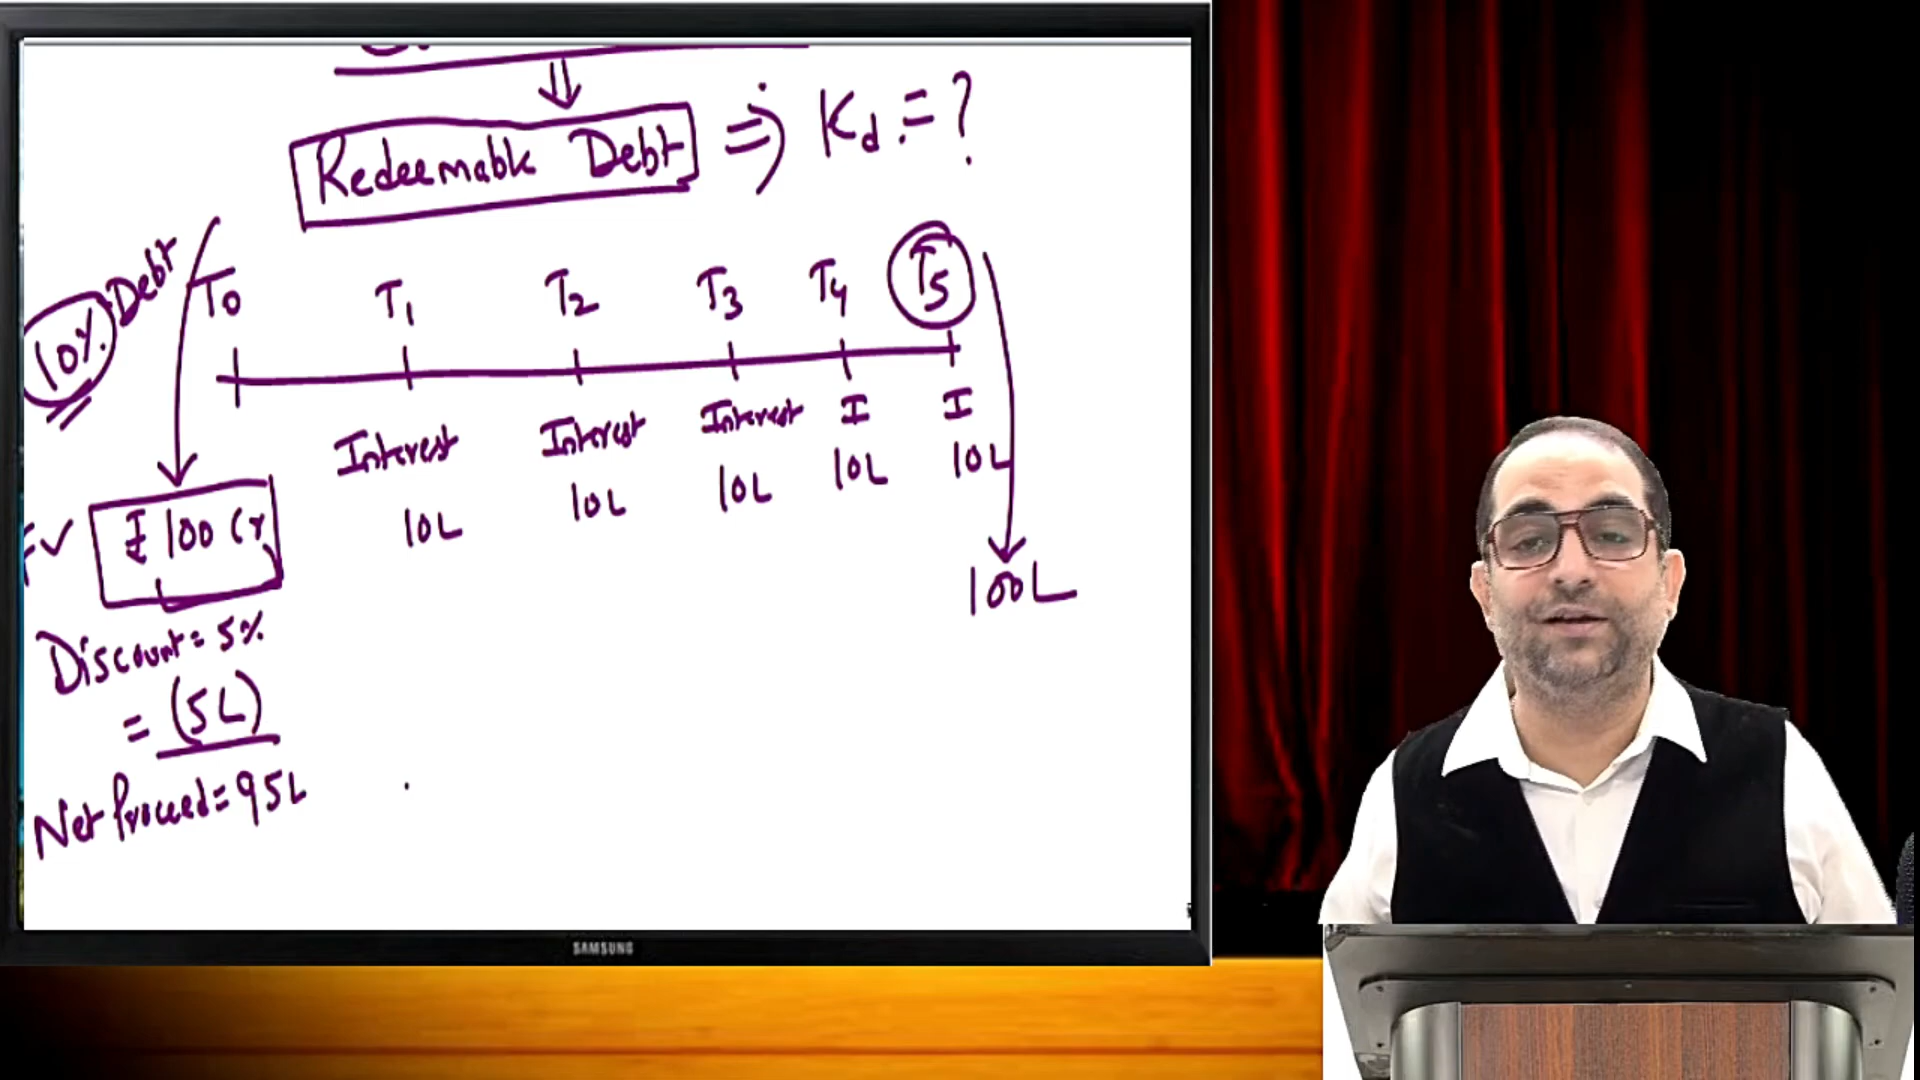 Redeemable Debt ⇒ Kd = ?
10% Debt
T0 T1 T2 T3 T4 T5
Interest Interest Interest I I
10L 10L 10L 10L 10L
FV ₹ 100 Cr
100L
Discount = 5%
= (5L)
Net Proceed = 95L
SAMSUNG